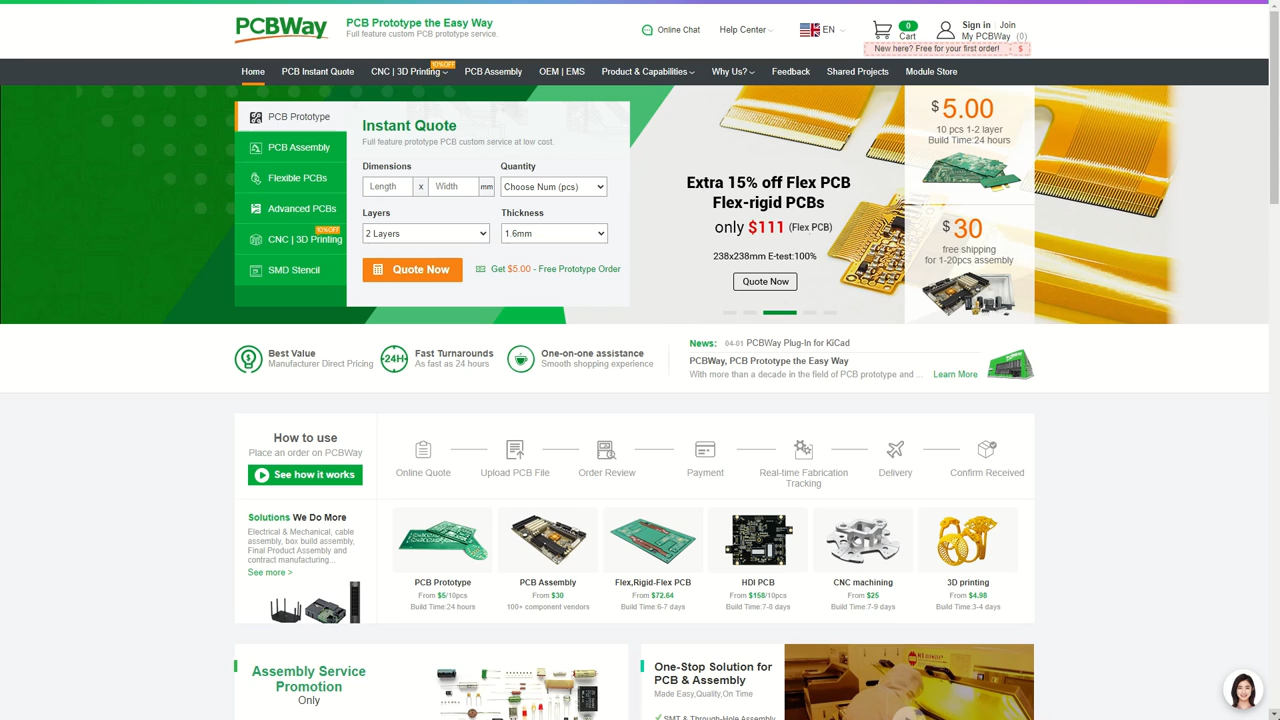 PCBWay
PCB Prototype the Easy Way
Full feature custom PCB prototype service.
Online Chat
Help Center
EN
0
Cart
Sign in | Join
My PCBWay (0)
New here? Free for your first order! $
Home
PCB Instant Quote
CNC | 3D Printing
10%OFF
PCB Assembly
OEM | EMS
Product & Capabilities
Why Us?
Feedback
Shared Projects
Module Store
PCB Prototype
PCB Assembly
Flexible PCBs
Advanced PCBs
10%OFF
CNC | 3D Printing
SMD Stencil
Instant Quote
Full feature prototype PCB custom service at low cost.
Dimensions
Quantity
Length x Width mm
Choose Num (pcs)
Layers
Thickness
2 Layers
1.6mm
Quote Now
Get $5.00 - Free Prototype Order
Extra 15% off Flex PCB
Flex-rigid PCBs
only $111 (Flex PCB)
238x238mm E-test:100%
Quote Now
$5.00
10 pcs 1-2 layer
Build Time:24 hours
$30
free shipping
for 1-20pcs assembly
Best Value
Manufacturer Direct Pricing
24H
Fast Turnarounds
As fast as 24 hours
One-on-one assistance
Smooth shopping experience
News: 04-01 PCBWay Plug-In for KiCad
PCBWay, PCB Prototype the Easy Way
With more than a decade in the field of PCB prototype and ... Learn More
How to use
Place an order on PCBWay
See how it works
Online Quote
Upload PCB File
Order Review
Payment
Real-time Fabrication
Tracking
Delivery
Confirm Received
Solutions We Do More
Electrical & Mechanical, cable
assembly, box build assembly,
Final Product Assembly and
contract manufacturing...
See more >
PCB Prototype
From $5/10pcs
Build Time:24 hours
PCB Assembly
From $30
100+ component vendors
Flex,Rigid-Flex PCB
From $72.64
Build Time:6-7 days
HDI PCB
From $158/10pcs
Build Time:7-8 days
CNC machining
From $25
Build Time:7-9 days
3D printing
From $4.98
Build Time:3-4 days
Assembly Service
Promotion
Only
One-Stop Solution for
PCB & Assembly
Made Easy,Quality,On Time
SMT & Through-Hole Assembly